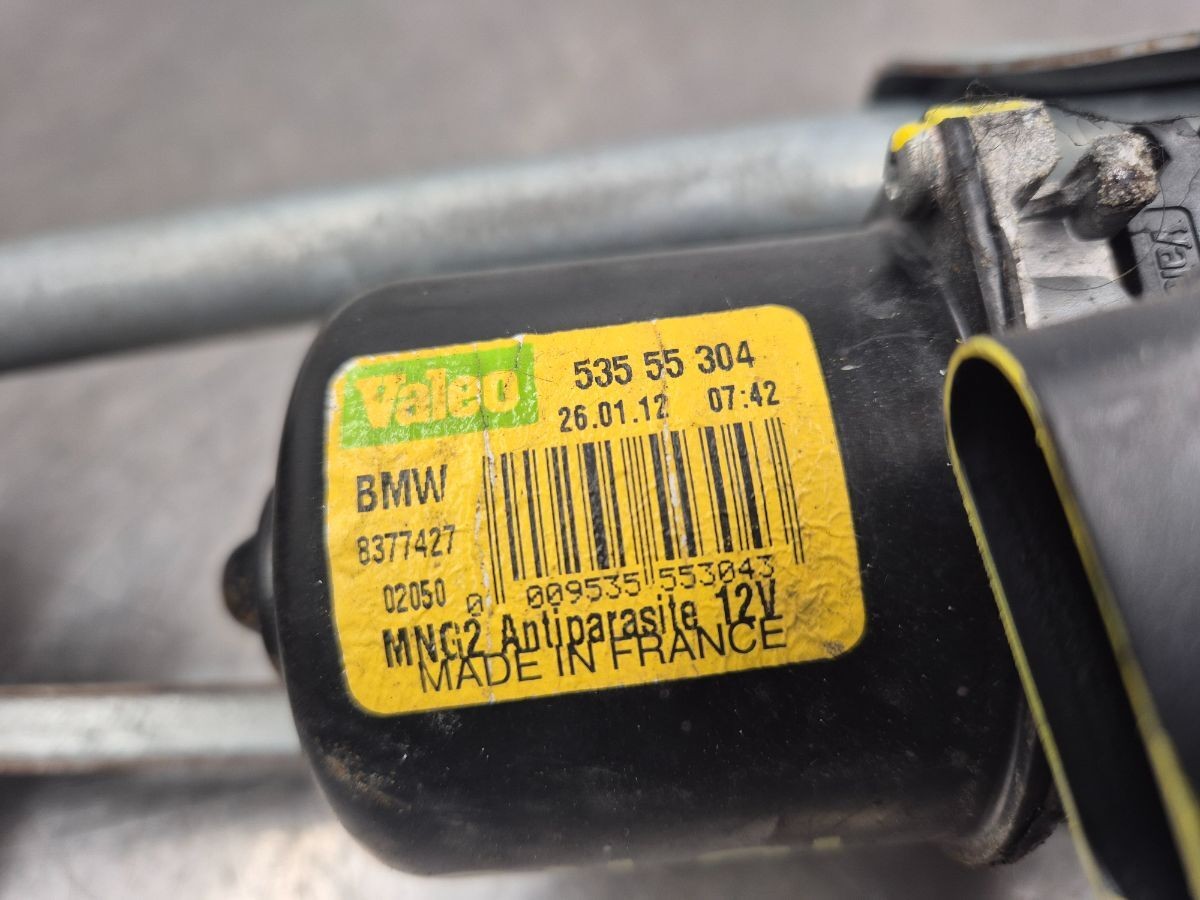 Valeo
535 55 304
26.01.12 07:42
BMW
8377427
02050
0 009535 553043
MNG2 Antiparasite 12V
MADE IN FRANCE